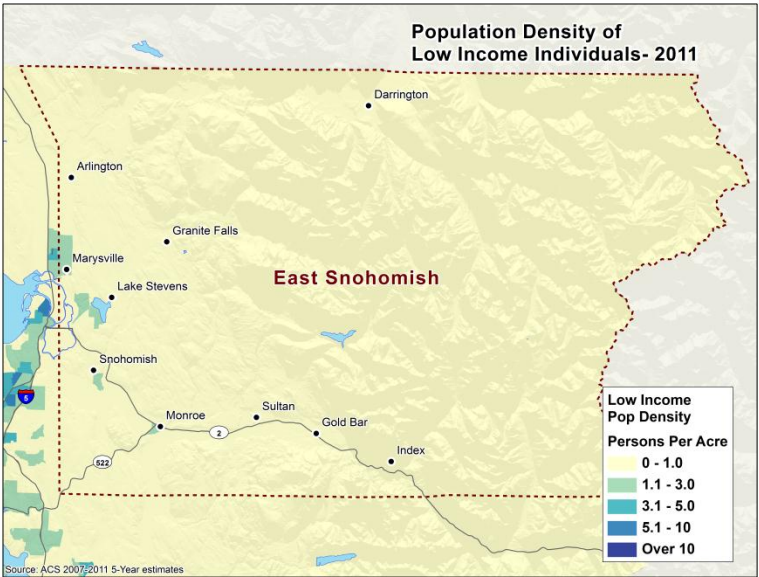 Population Density of
Low Income Individuals- 2011
Darrington
Arlington
Granite Falls
Marysville
East Snohomish
Lake Stevens
Snohomish
5
Monroe
Sultan
2
Gold Bar
Index
522
Low Income
Pop Density
Persons Per Acre
0 - 1.0
1.1 - 3.0
3.1 - 5.0
5.1 - 10
Over 10
Source: ACS 2007-2011 5-Year estimates